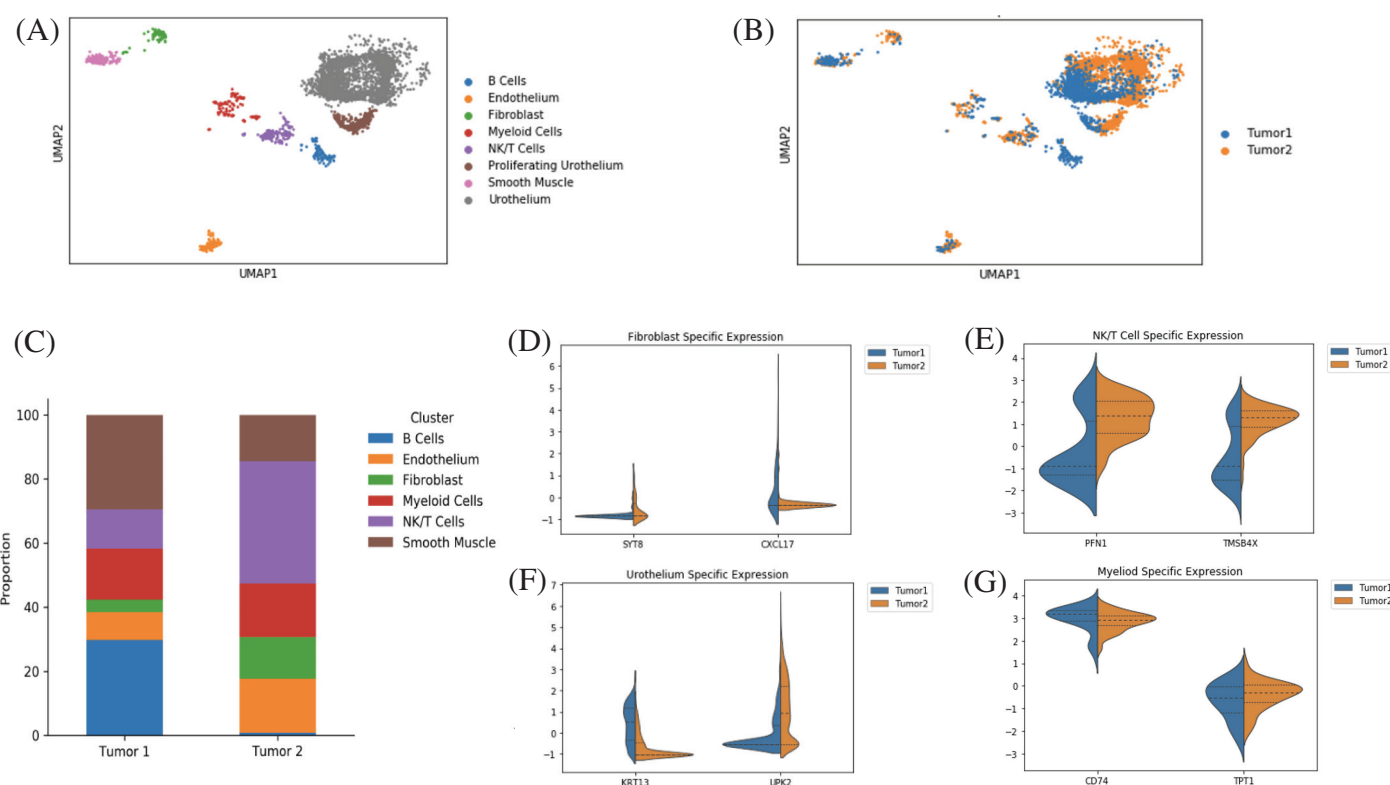 (A)
UMAP2
UMAP1
B Cells
Endothelium
Fibroblast
Myeloid Cells
NK/T Cells
Proliferating Urothelium
Smooth Muscle
Urothelium
(B)
UMAP2
UMAP1
Tumor1
Tumor2
(C)
Proportion
100
80
60
40
20
0
Tumor 1
Tumor 2
Cluster
B Cells
Endothelium
Fibroblast
Myeloid Cells
NK/T Cells
Smooth Muscle
(D)
Fibroblast Specific Expression
6
5
4
3
2
1
0
−1
SYT8
CXCL17
Tumor1
Tumor2
(E)
NK/T Cell Specific Expression
4
3
2
1
0
−1
−2
−3
PFN1
TMSB4X
Tumor1
Tumor2
(F)
Urothelium Specific Expression
7
6
5
4
3
2
1
0
−1
KRT13
UPK2
Tumor1
Tumor2
(G)
Myeliod Specific Expression
4
3
2
1
0
−1
−2
−3
CD74
TPT1
Tumor1
Tumor2